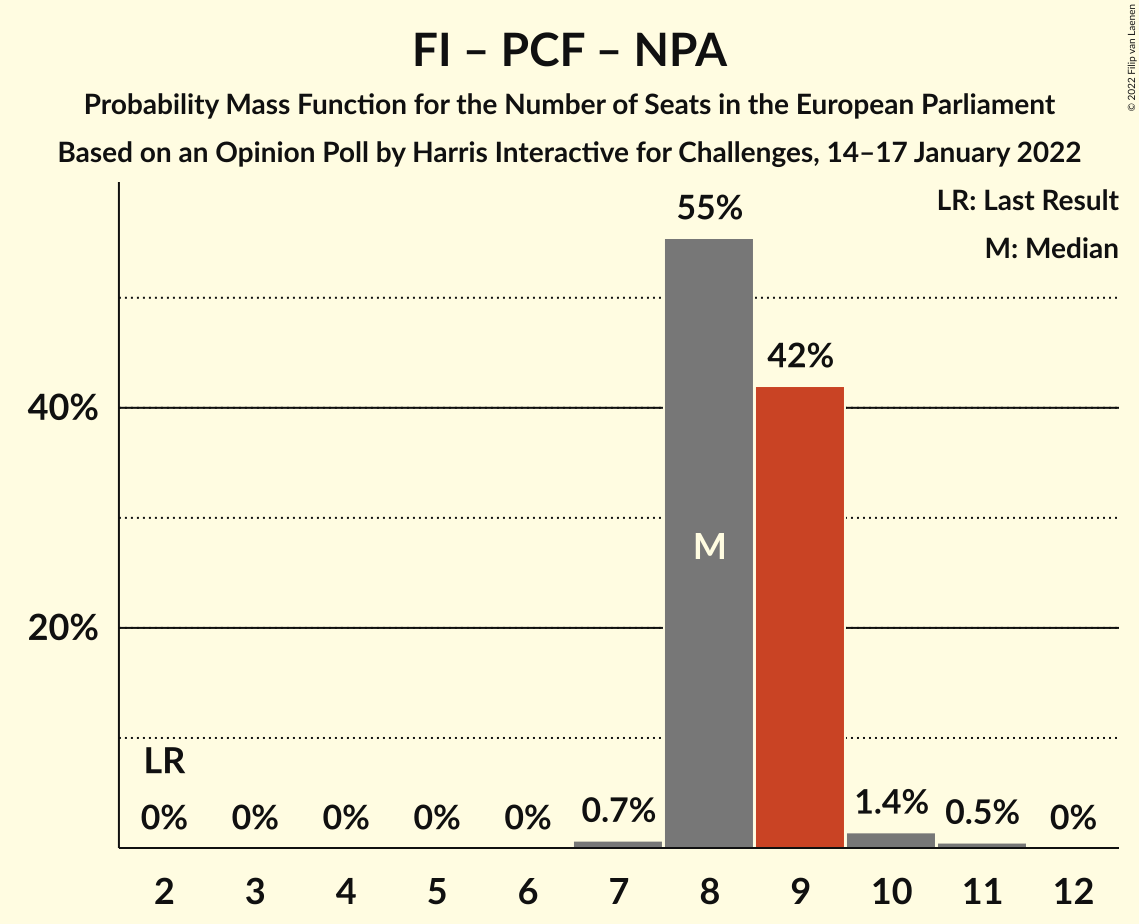 FI – PCF – NPA
Probability Mass Function for the Number of Seats in the European Parliament
Based on an Opinion Poll by Harris Interactive for Challenges, 14–17 January 2022
© 2022 Filip van Laenen
LR: Last Result
M: Median
55%
42%
40%
M
20%
LR
0% 0% 0% 0% 0% 0.7% 1.4% 0.5% 0%
2 3 4 5 6 7 8 9 10 11 12